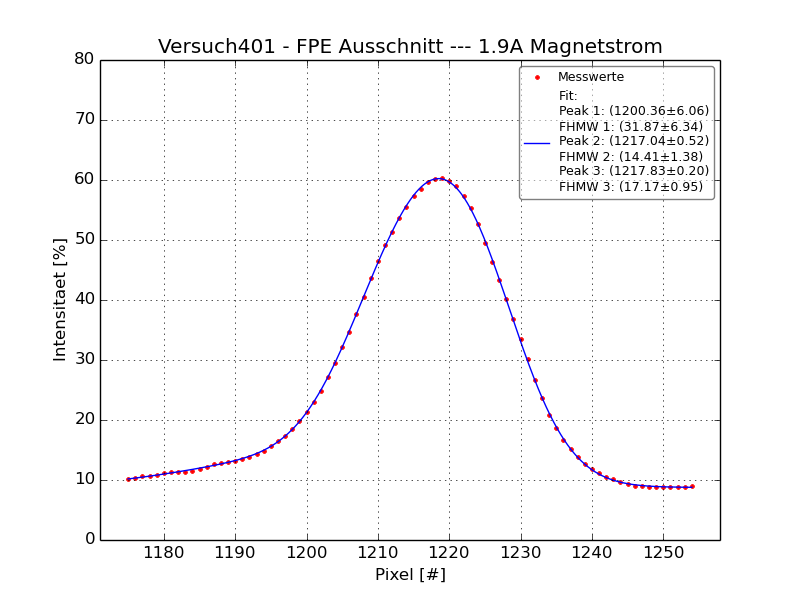 Versuch401 - FPE Ausschnitt --- 1.9A Magnetstrom
Messwerte
Fit:
Peak 1: (1200.36±6.06)
FHMW 1: (31.87±6.34)
Peak 2: (1217.04±0.52)
FHMW 2: (14.41±1.38)
Peak 3: (1217.83±0.20)
FHMW 3: (17.17±0.95)
Intensitaet [%]
80
70
60
50
40
30
20
10
0
1180 1190 1200 1210 1220 1230 1240 1250
Pixel [#]